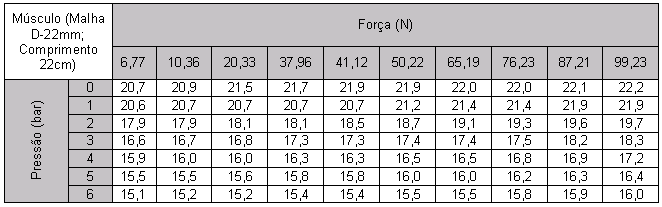 Músculo (Malha
D-22mm;
Comprimento
22cm)
Força (N)
6,77 10,36 20,33 37,96 41,12 50,22 65,19 76,23 87,21 99,23
Pressão (bar)
0 20,7 20,9 21,5 21,7 21,9 21,9 22,0 22,0 22,1 22,2
1 20,6 20,7 20,7 20,7 20,7 21,2 21,4 21,4 21,9 21,9
2 17,9 17,9 18,1 18,1 18,5 18,7 19,1 19,3 19,6 19,7
3 16,6 16,7 16,8 17,3 17,3 17,4 17,4 17,5 18,2 18,3
4 15,9 16,0 16,0 16,3 16,3 16,5 16,5 16,8 16,9 17,2
5 15,5 15,5 15,6 15,8 15,8 16,0 16,0 16,2 16,3 16,4
6 15,1 15,2 15,2 15,4 15,4 15,5 15,5 15,8 15,9 16,0